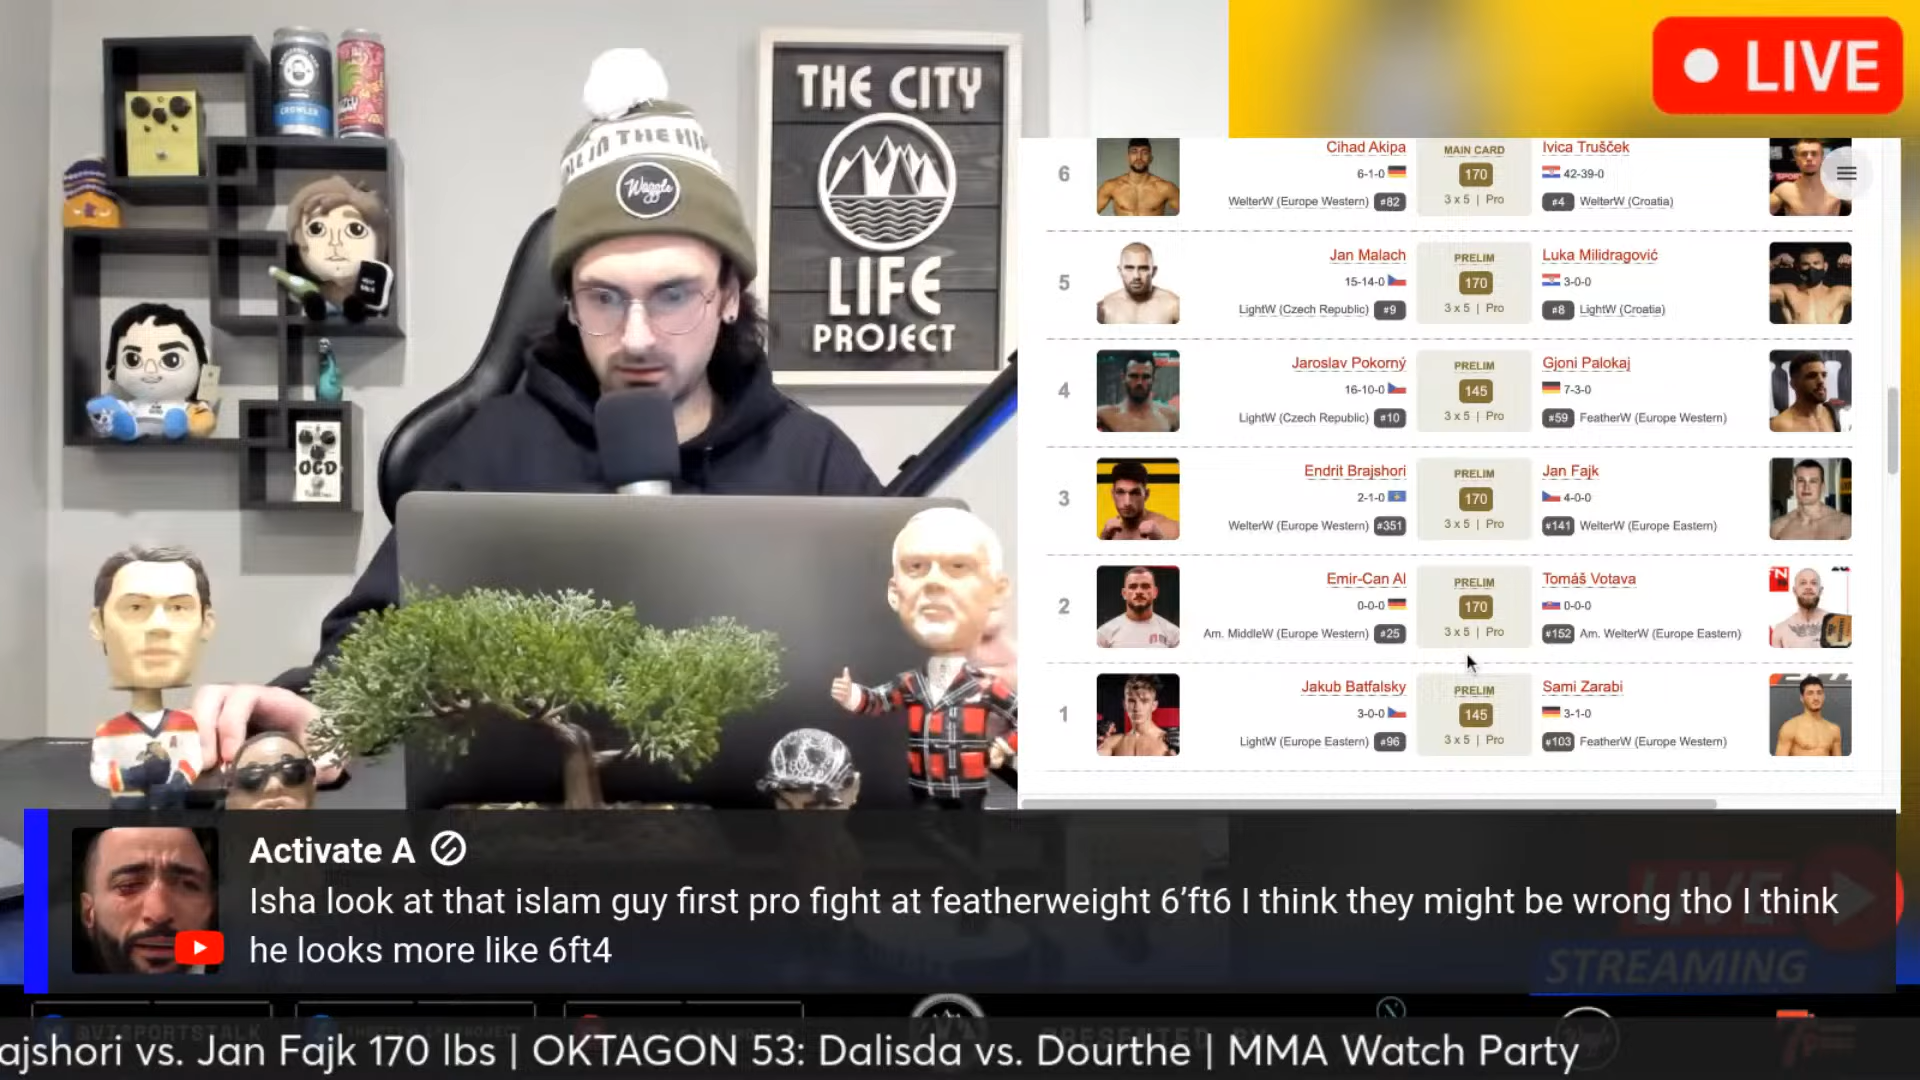 LIVE
THE CITY
LIFE
PROJECT
Waggle
CROWLER
OCD
6
Cihad Akipa
MAIN CARD
Ivica Trušček
6-1-0
170
42-39-0
WelterW (Europe Western) #82
3 x 5 | Pro
#4 WelterW (Croatia)
5
Jan Malach
PRELIM
Luka Milidragović
15-14-0
170
3-0-0
LightW (Czech Republic) #9
3 x 5 | Pro
#8 LightW (Croatia)
4
Jaroslav Pokorný
PRELIM
Gjoni Palokaj
16-10-0
145
7-3-0
LightW (Czech Republic) #10
3 x 5 | Pro
#59 FeatherW (Europe Western)
3
Endrit Brajshori
PRELIM
Jan Fajk
2-1-0
170
4-0-0
WelterW (Europe Western) #351
3 x 5 | Pro
#141 WelterW (Europe Eastern)
2
Emir-Can Al
PRELIM
Tomáš Votava
0-0-0
170
0-0-0
Am. MiddleW (Europe Western) #25
3 x 5 | Pro
#152 Am. WelterW (Europe Eastern)
1
Jakub Batfalsky
PRELIM
Sami Zarabi
3-0-0
145
3-1-0
LightW (Europe Eastern) #96
3 x 5 | Pro
#103 FeatherW (Europe Western)
Activate A
Isha look at that islam guy first pro fight at featherweight 6’ft6 I think they might be wrong tho I think
he looks more like 6ft4
LIVE
STREAMING
@VISPORTSTALK
PRESENTED BY
ajshori vs. Jan Fajk 170 lbs | OKTAGON 53: Dalisda vs. Dourthe | MMA Watch Party